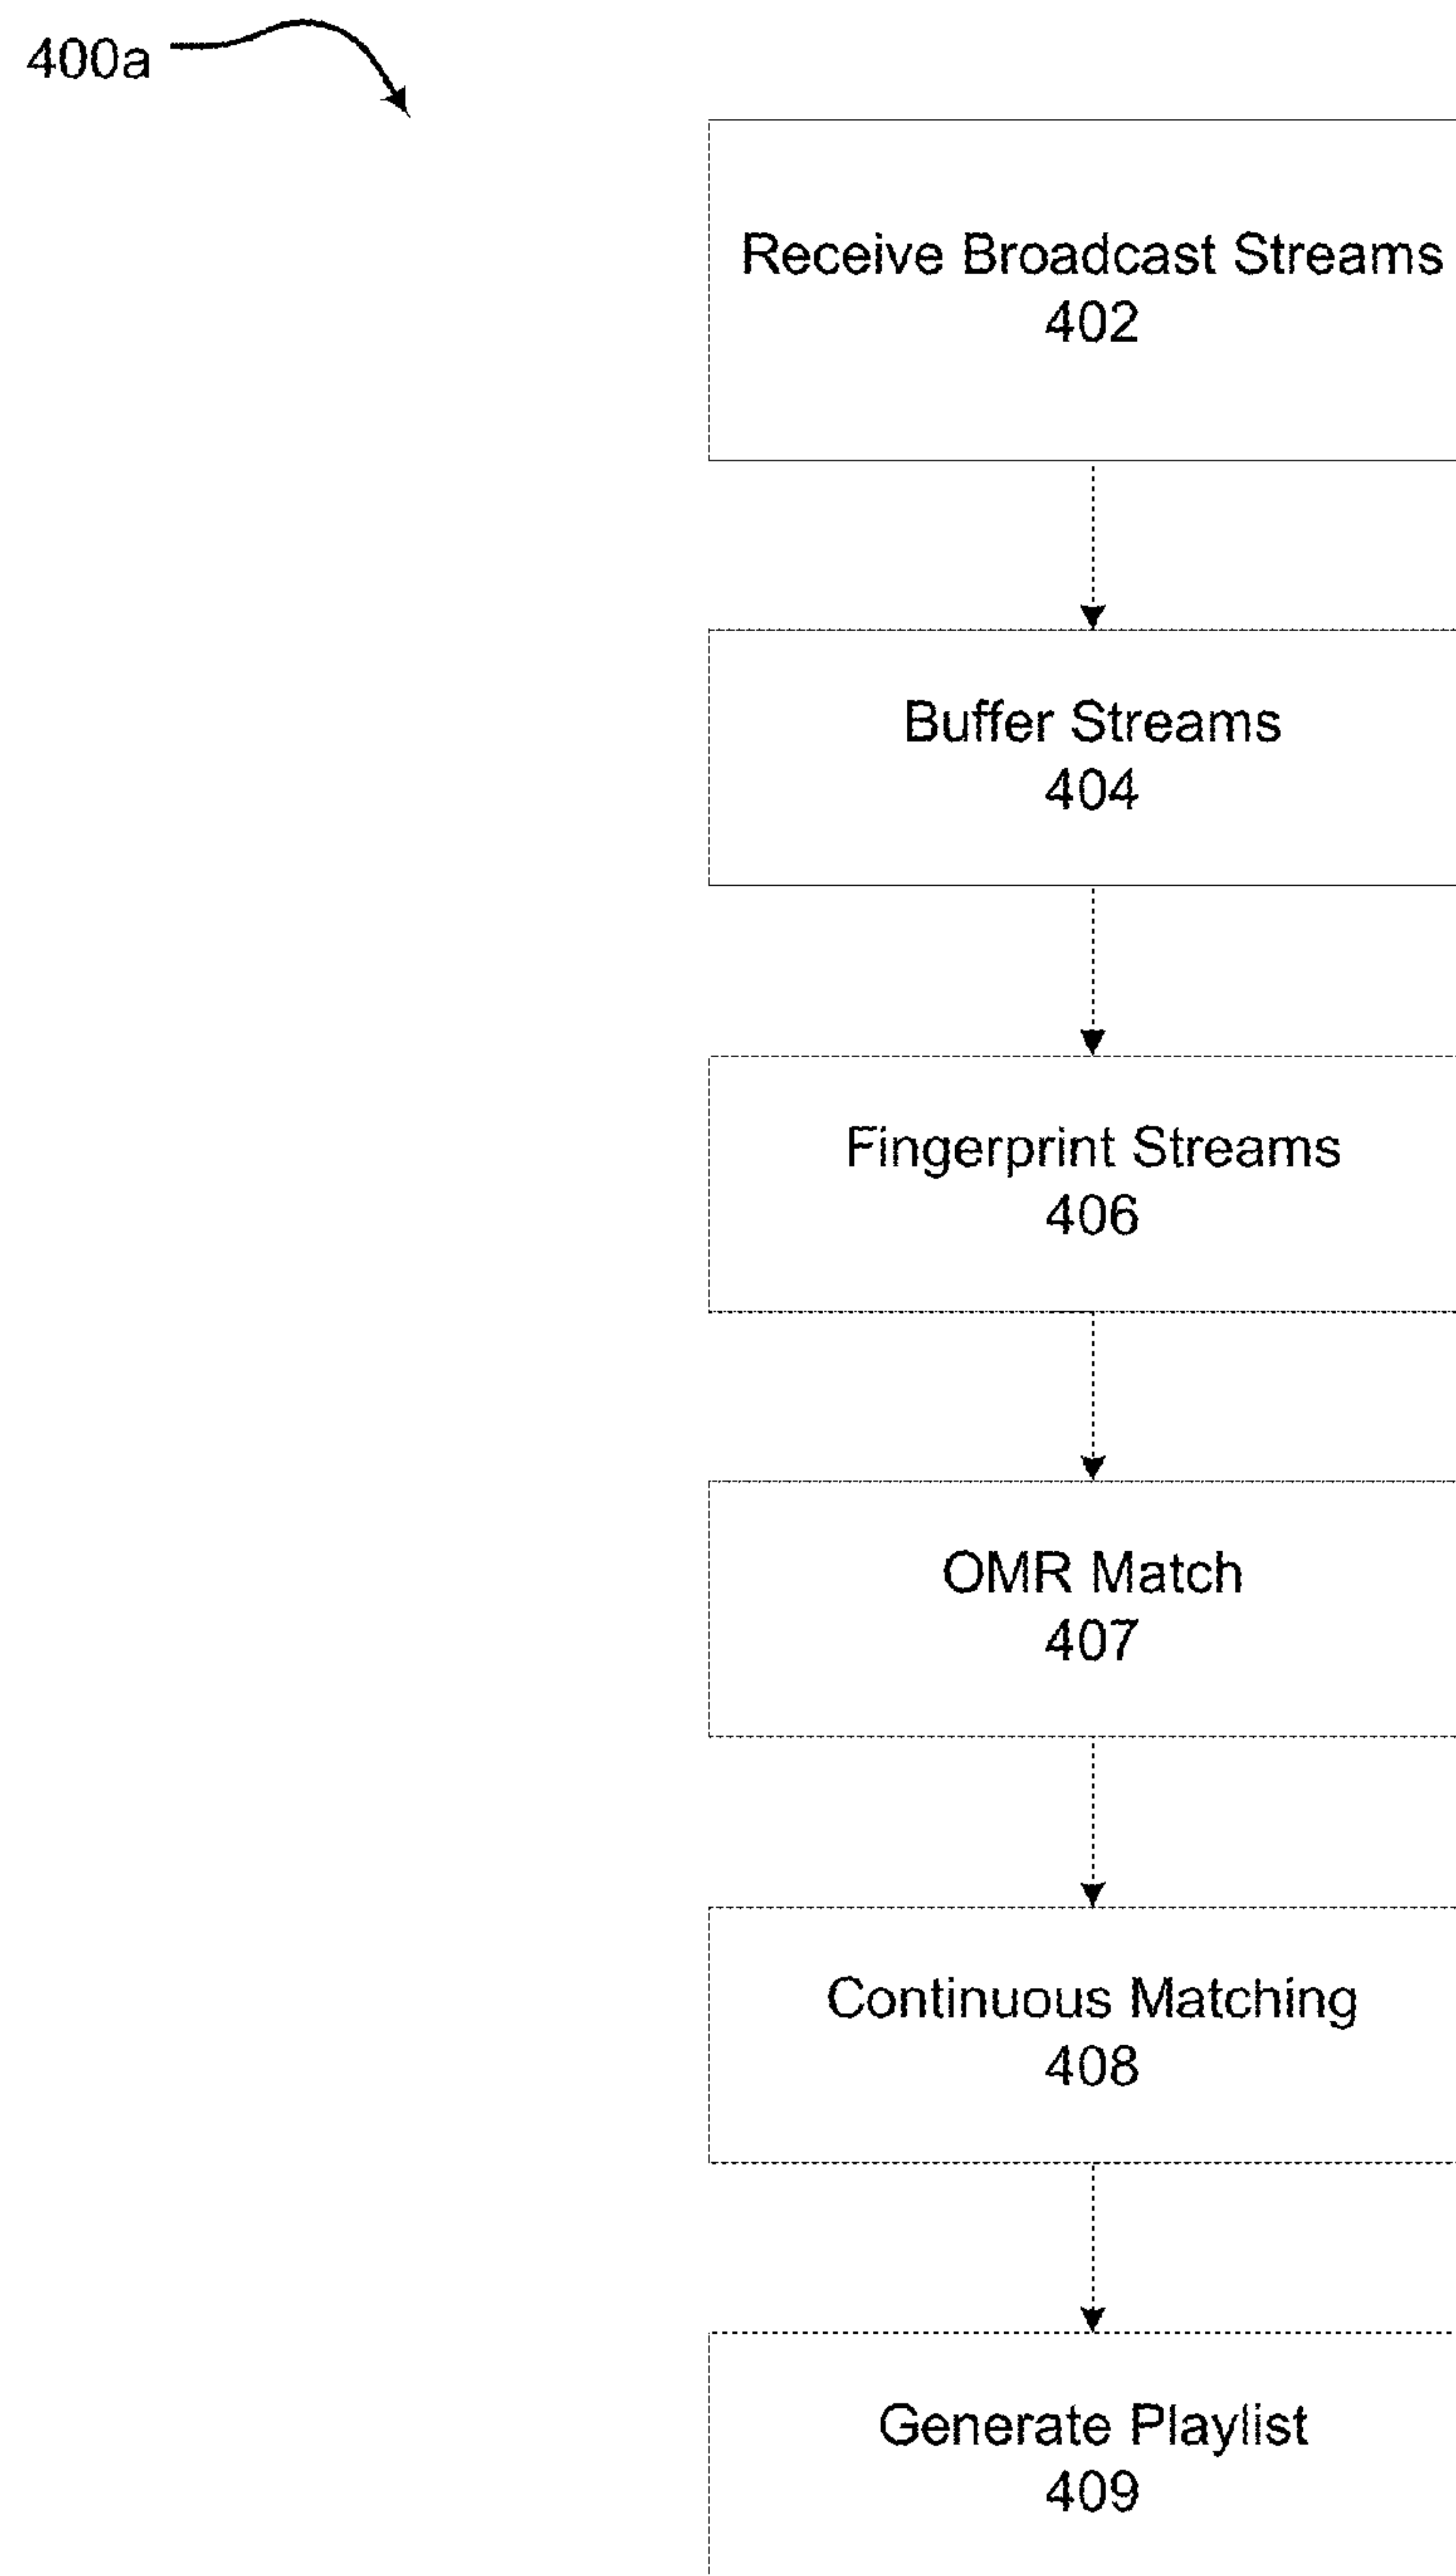 400a
Receive Broadcast Streams
402
Buffer Streams
404
Fingerprint Streams
406
OMR Match
407
Continuous Matching
408
Generate Playlist
409